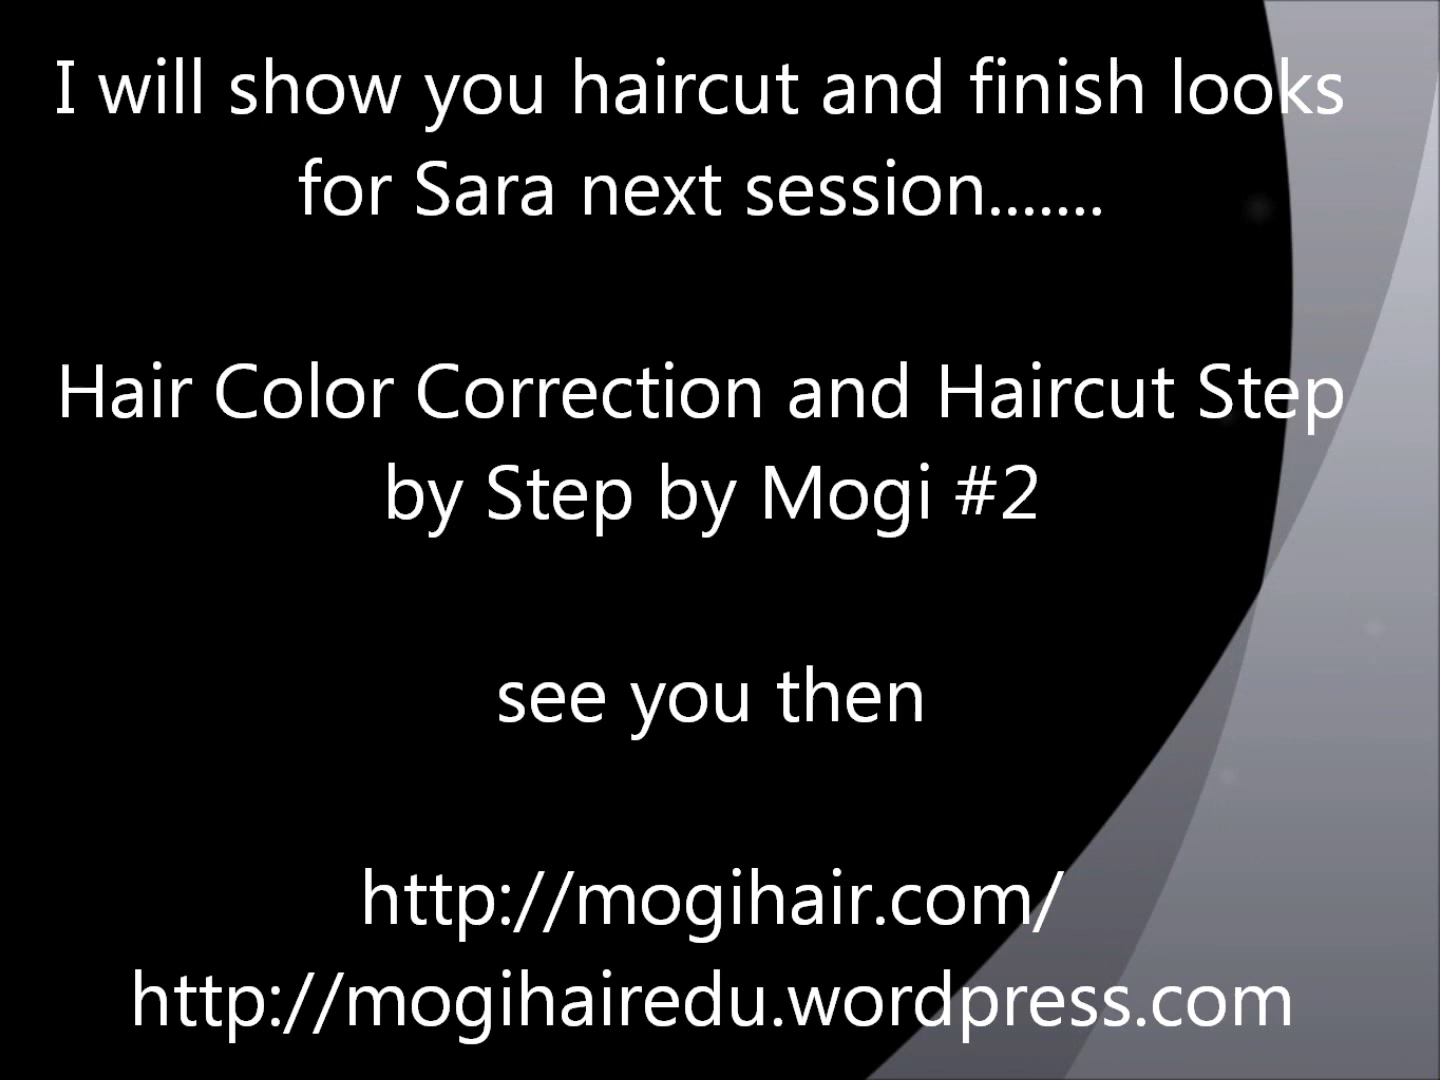 I will show you haircut and finish looks
for Sara next session.......
Hair Color Correction and Haircut Step
by Step by Mogi #2
see you then
http://mogihair.com/
http://mogihairedu.wordpress.com